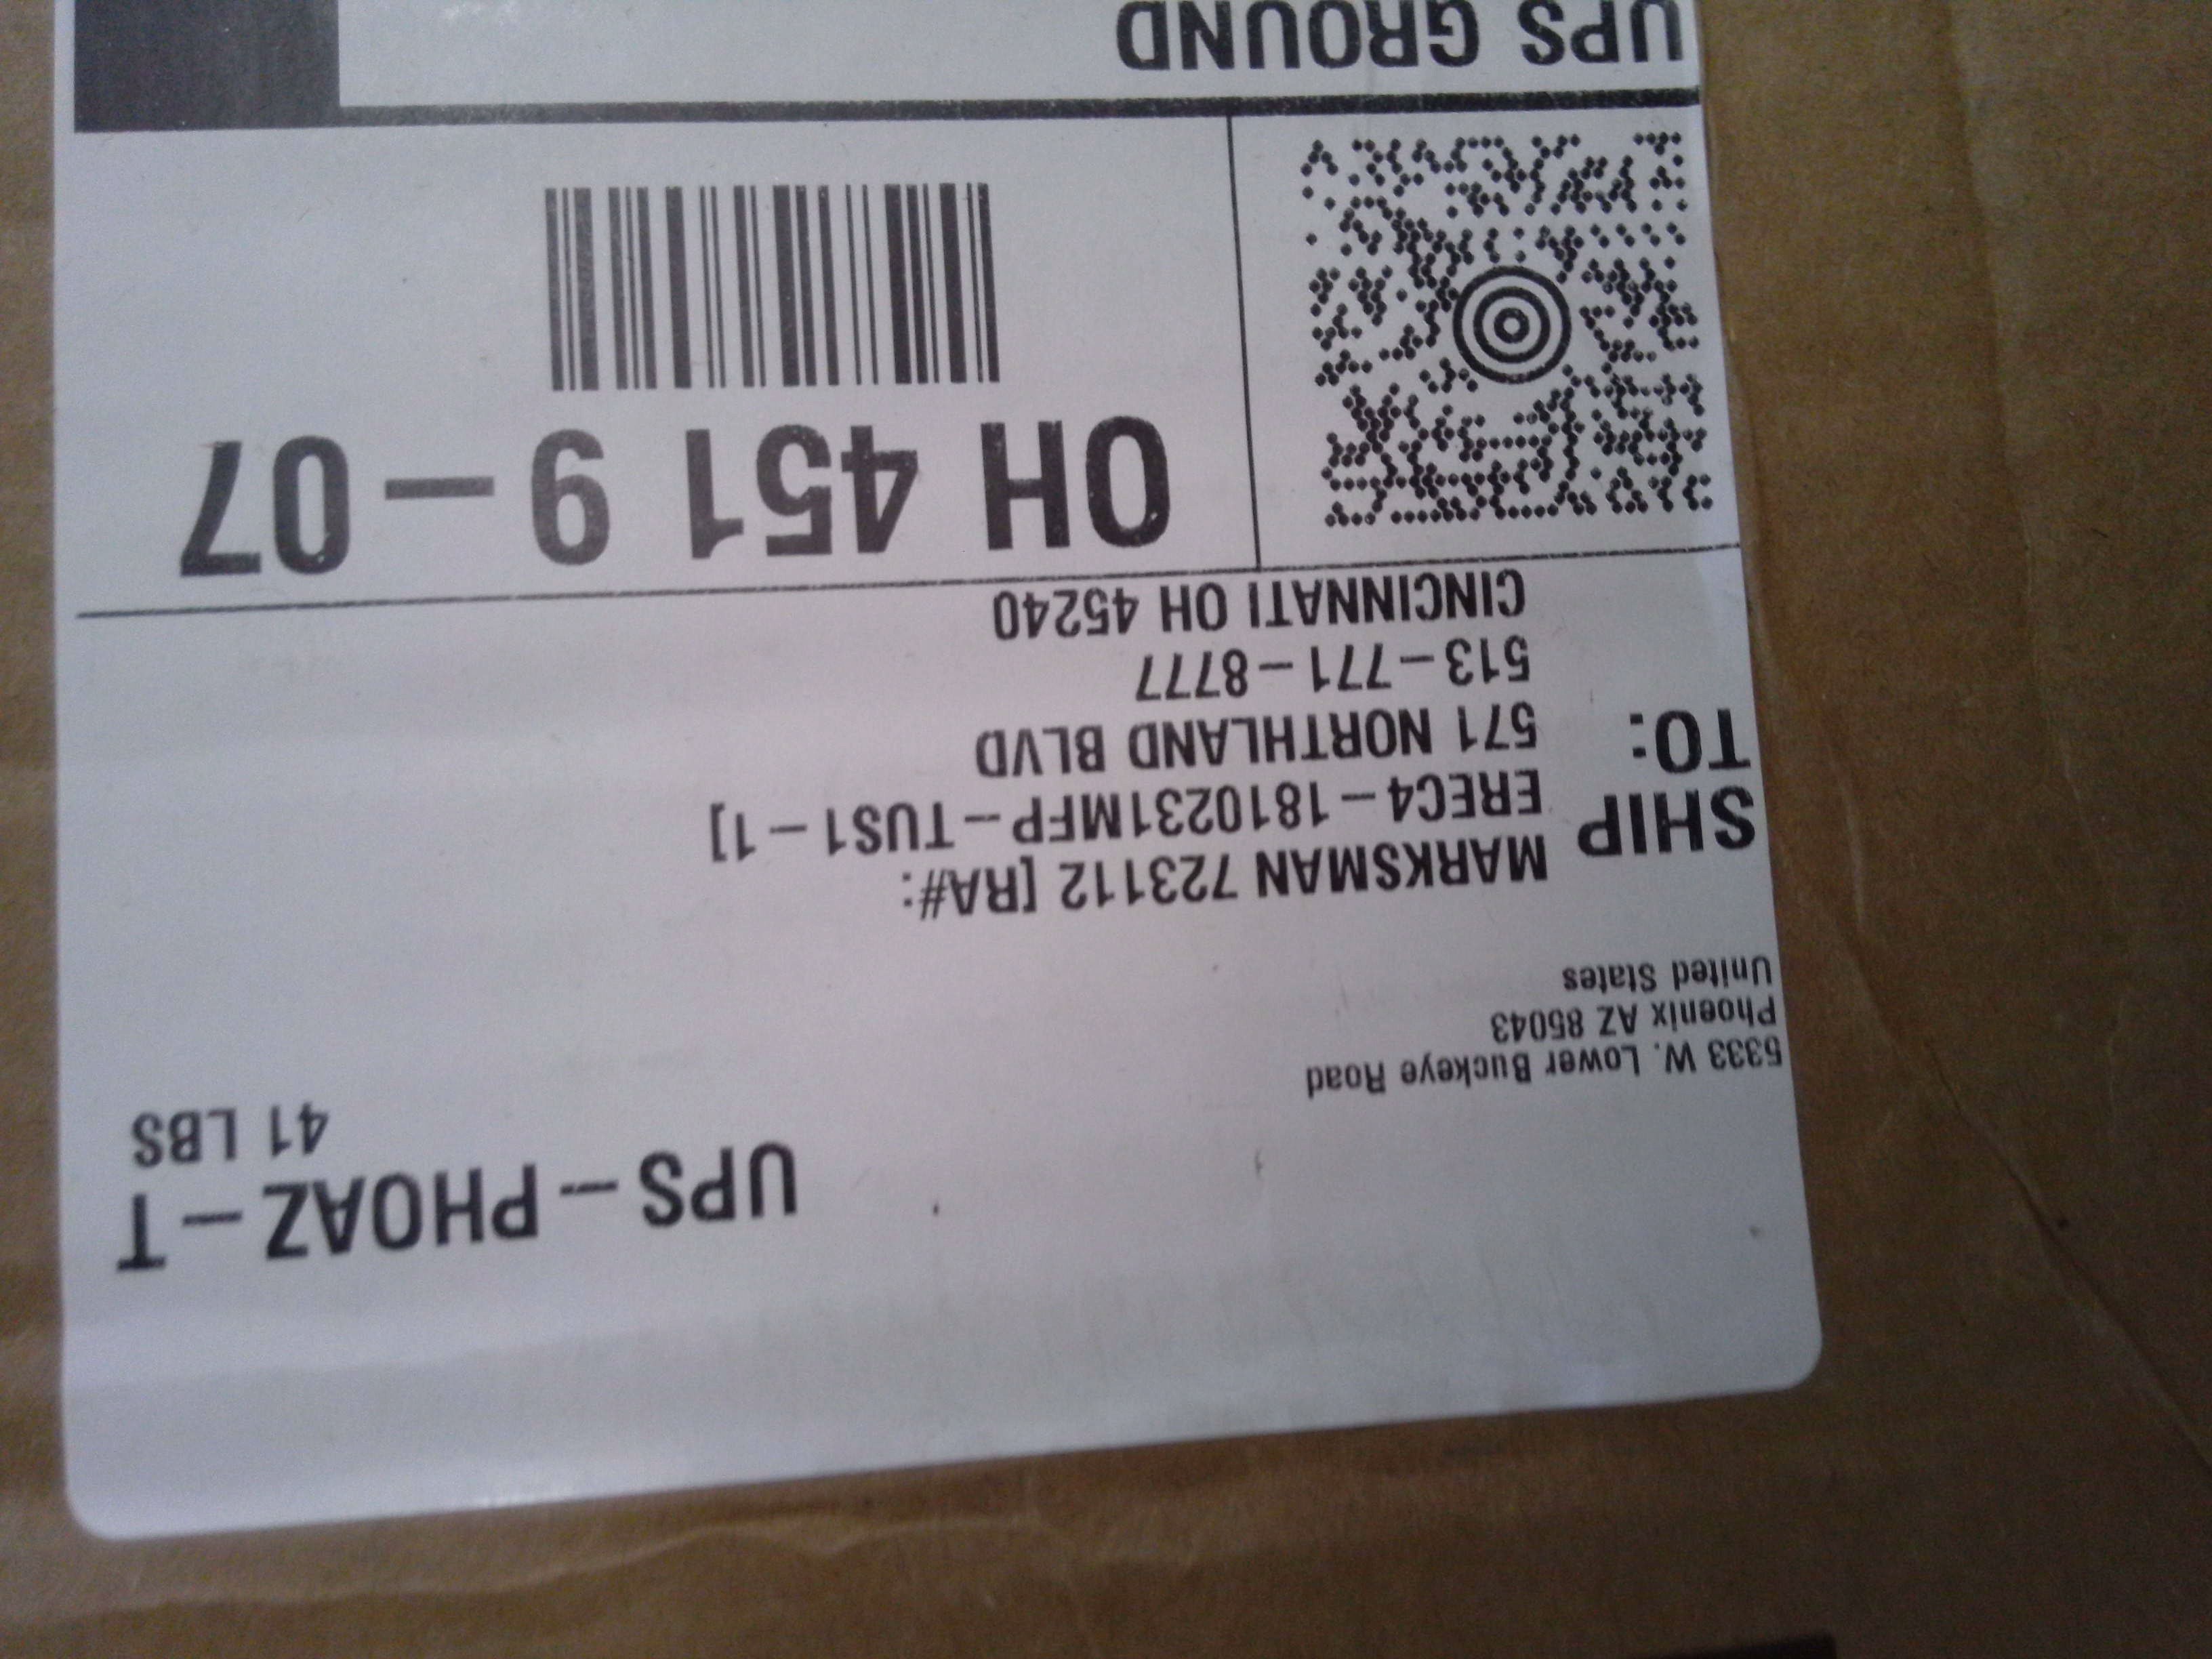 UPS-PHOAZ-T
41 LBS
5333 W. Lower Buckeye Road
Phoenix AZ 85043
United States
SHIP
TO:
MARKSMAN 723112 [RA#:
EREC4-1810231MFP-TUS1-1]
571 NORTHLAND BLVD
513-771-8777
CINCINNATI OH 45240
OH 451 9-07
UPS GROUND